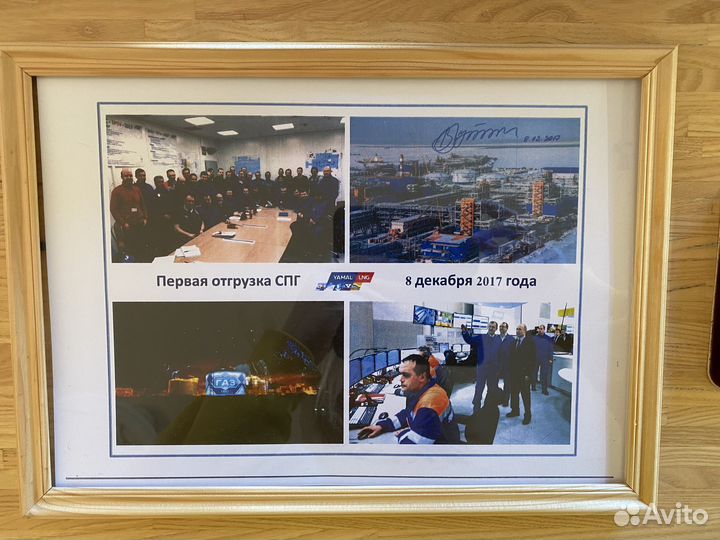 8.12.2017
Первая отгрузка СПГ
YAMAL LNG
8 декабря 2017 года
ГАЗ
Avito